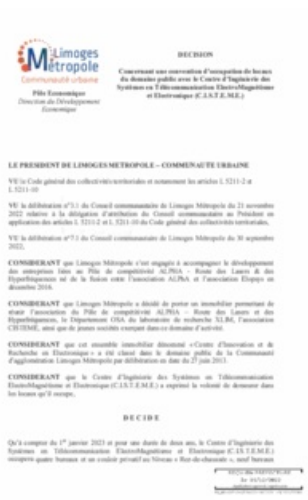 Limoges
Métropole
Communauté urbaine
Pôle Economique
Direction du Développement
Economique
DECISION
Concernant une convention d'occupation de locaux
du domaine public avec le Centre d'Ingénierie des
Systèmes en Télécommunication ElectroMagnétisme
et Electronique (C.I.S.T.E.M.E.)
LE PRESIDENT DE LIMOGES METROPOLE – COMMUNAUTE URBAINE
VU le Code général des collectivités territoriales et notamment les articles L 5211-2 et
L 5211-10
VU la délibération n°3.1 du Conseil communautaire de Limoges Métropole du 21 novembre
2022 relative à la délégation d'attribution du Conseil communautaire au Président en
application des articles L 5211-2 et L 5211-10 du Code général des collectivités territoriales,
VU la délibération n°7.1 du Conseil communautaire de Limoges Métropole du 30 septembre
2022,
CONSIDERANT que Limoges Métropole s'est engagée à accompagner le développement
des entreprises liées au Pôle de compétitivité ALPHA – Route des Lasers & des
Hyperfréquences né de la fusion entre l'association ALPhA et l'association Elopsys en
décembre 2016,
CONSIDERANT que Limoges Métropole a décidé de porter un immobilier permettant de
réunir l'association du Pôle de compétitivité ALPHA – Route des Lasers et des
Hyperfréquences, le Département OSA du laboratoire de recherche XLIM, l'association
CISTEME, ainsi que de jeunes sociétés exerçant dans ce domaine d'activité.
CONSIDERANT que cet ensemble immobilier dénommé « Centre d'Innovation et de
Recherche en Electronique » a été classé dans le domaine public de la Communauté
d'agglomération Limoges Métropole par délibération en date du 27 juin 2013,
CONSIDERANT que le Centre d'Ingénierie des Systèmes en Télécommunication
ElectroMagnétisme et Electronique (C.I.S.T.E.M.E.) a exprimé la volonté de demeurer dans
les locaux qu'il occupe,
DECIDE
Qu'à compter du 1er janvier 2023 et pour une durée de deux ans, le Centre d'Ingénierie des
Systèmes en Télécommunication ElectroMagnétisme et Electronique (C.I.S.T.E.M.E.)
occupera quatre bureaux et un couloir privatif au Niveau « Rez-de-chaussée », neuf bureaux